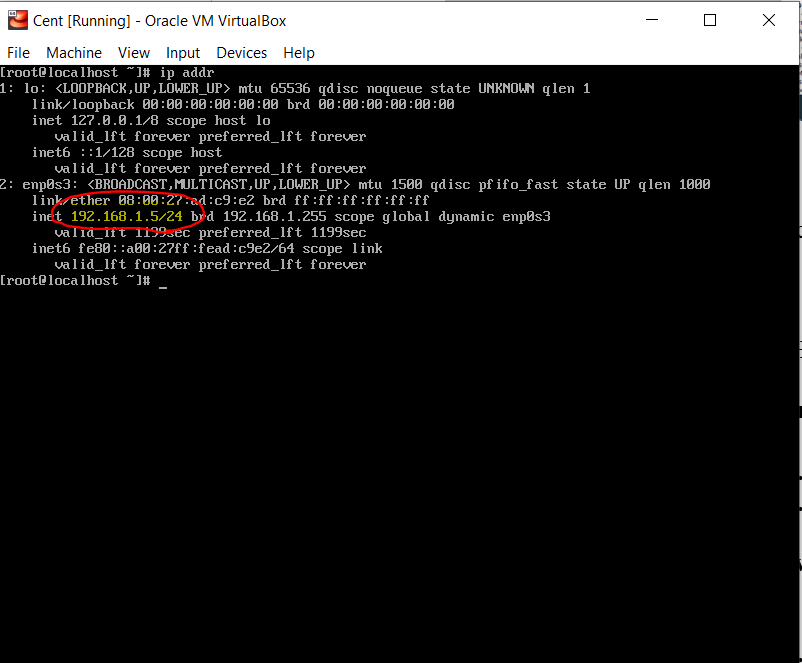 Cent [Running] - Oracle VM VirtualBox
File Machine View Input Devices Help
[root@localhost ~]# ip addr
1: lo: <LOOPBACK,UP,LOWER_UP> mtu 65536 qdisc noqueue state UNKNOWN qlen 1
link/loopback 00:00:00:00:00:00 brd 00:00:00:00:00:00
inet 127.0.0.1/8 scope host lo
valid_lft forever preferred_lft forever
inet6 ::1/128 scope host
valid_lft forever preferred_lft forever
2: enp0s3: <BROADCAST,MULTICAST,UP,LOWER_UP> mtu 1500 qdisc pfifo_fast state UP qlen 1000
link/ether 08:00:27:ad:c9:e2 brd ff:ff:ff:ff:ff:ff
inet 192.168.1.5/24 brd 192.168.1.255 scope global dynamic enp0s3
valid_lft 1199sec preferred_lft 1199sec
inet6 fe80::a00:27ff:fead:c9e2/64 scope link
valid_lft forever preferred_lft forever
[root@localhost ~]# _